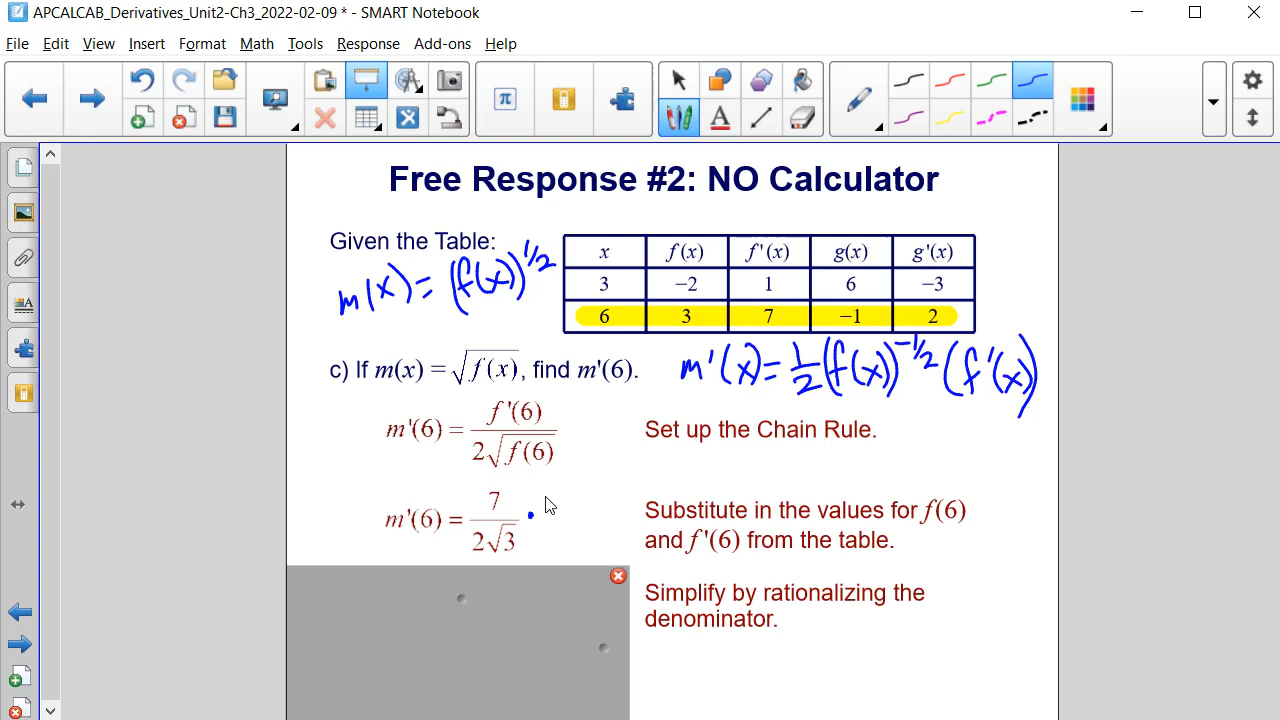 APCALCAB_Derivatives_Unit2-Ch3_2022-02-09 * - SMART Notebook
File Edit View Insert Format Math Tools Response Add-ons Help
Free Response #2: NO Calculator
Given the Table:
m(x) = (f(x))^1/2
x f(x) f'(x) g(x) g'(x)
3 −2 1 6 −3
6 3 7 −1 2
c) If m(x) = √f(x), find m'(6).
m'(x) = 1/2 (f(x))^-1/2 (f'(x))
m'(6) = f'(6) / 2√f(6)
Set up the Chain Rule.
m'(6) = 7 / 2√3 ·
Substitute in the values for f(6)
and f'(6) from the table.
Simplify by rationalizing the
denominator.